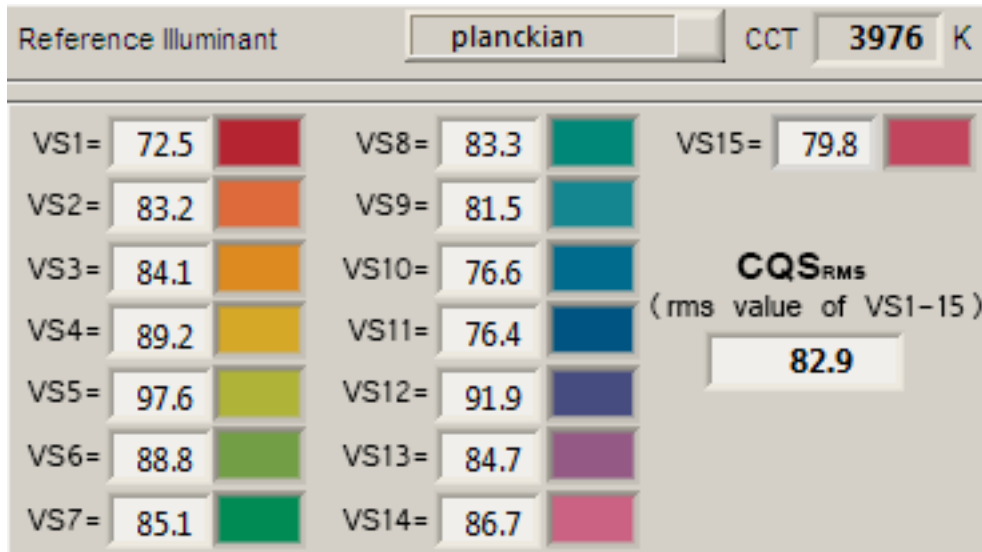 Reference Illuminant planckian CCT 3976 K
VS1= 72.5 VS8= 83.3 VS15= 79.8
VS2= 83.2 VS9= 81.5
VS3= 84.1 VS10= 76.6 CQSRMS
VS4= 89.2 VS11= 76.4 (rms value of VS1-15)
VS5= 97.6 VS12= 91.9 82.9
VS6= 88.8 VS13= 84.7
VS7= 85.1 VS14= 86.7